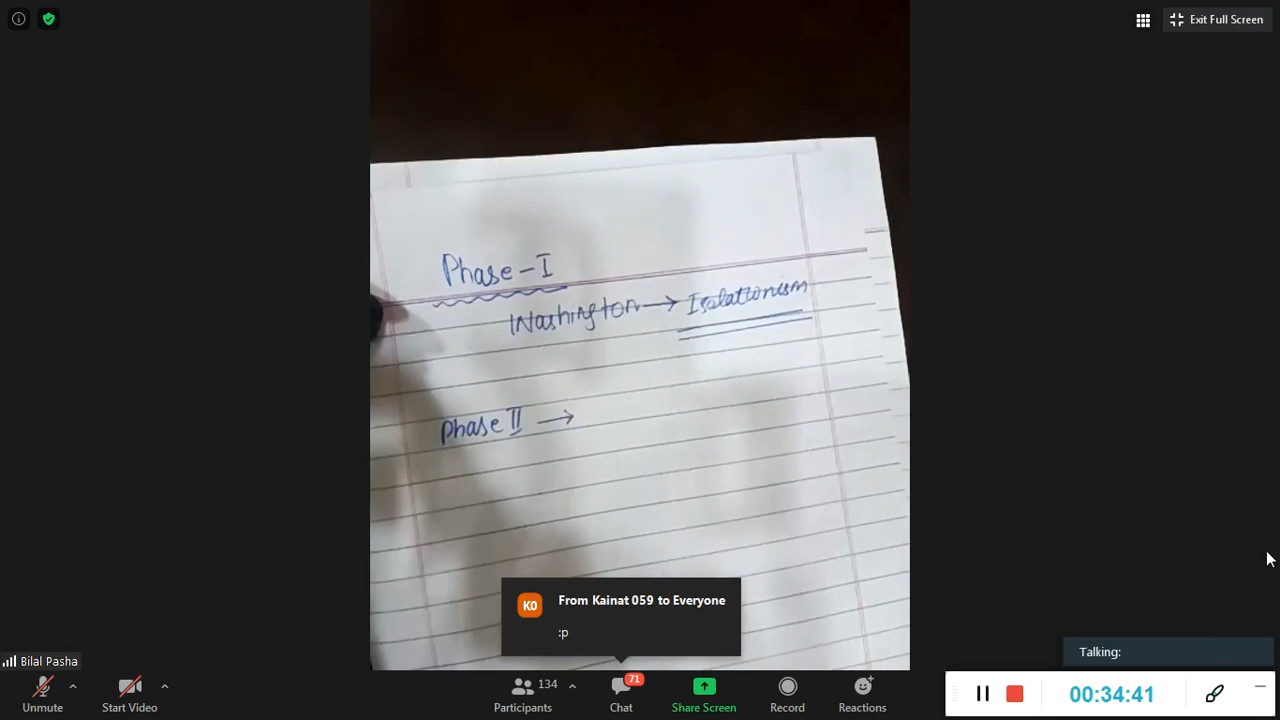 Exit Full Screen
Phase-I
Washington → Isolationism
Phase II →
From Kainat 059 to Everyone
K0
:p
Bilal Pasha
Talking:
Unmute
Start Video
134
Participants
71
Chat
Share Screen
Record
Reactions
00:34:41